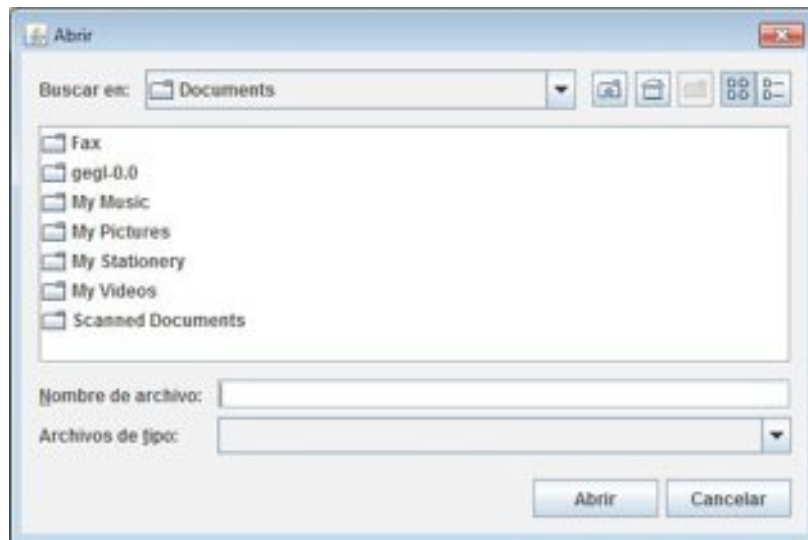 Abrir
Buscar en: Documents
Fax
gegl-0.0
My Music
My Pictures
My Stationery
My Videos
Scanned Documents
Nombre de archivo:
Archivos de tipo:
Abrir Cancelar